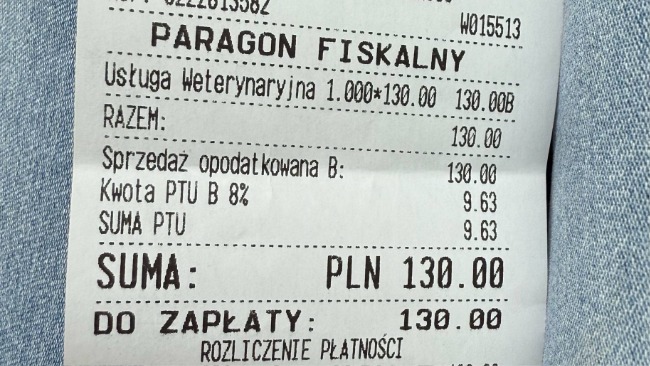 W015513
PARAGON FISKALNY
Usługa Weterynaryjna 1.000*130.00 130.00B
RAZEM: 130.00
Sprzedaż opodatkowana B: 130.00
Kwota PTU B 8% 9.63
SUMA PTU 9.63
SUMA: PLN 130.00
DO ZAPŁATY: 130.00
ROZLICZENIE PŁATNOŚCI